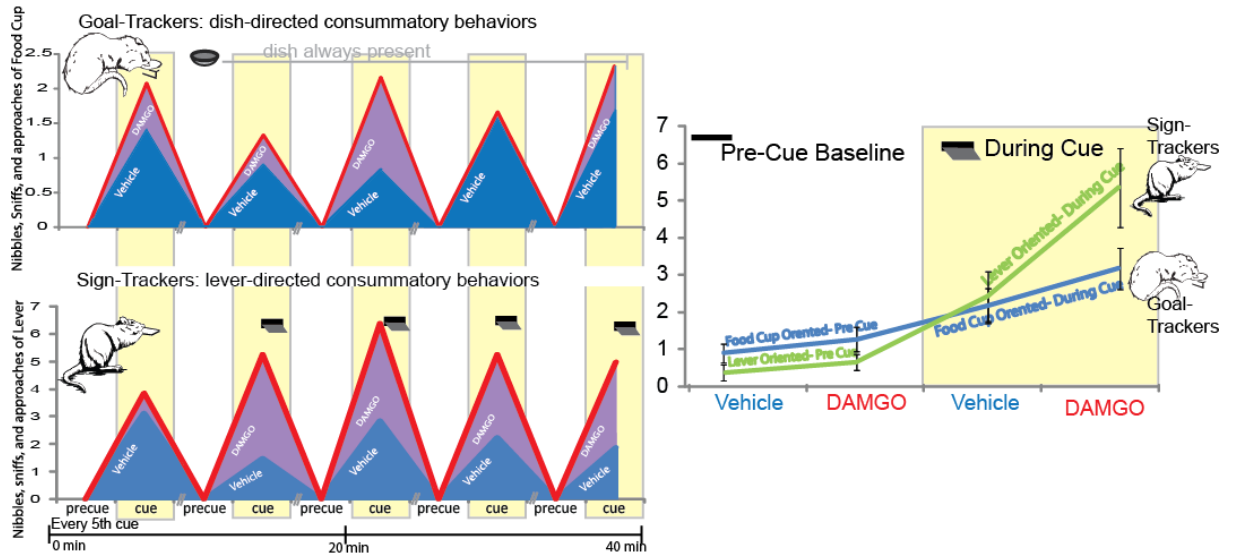 Goal-Trackers: dish-directed consummatory behaviors
dish always present
Nibbles, Sniffs, and approaches of Food Cup
2.5
2
1.5
1
0.5
0
DAMGO
Vehicle
DAMGO
Vehicle
DAMGO
Vehicle
Vehicle
DAMGO
Vehicle
Sign-Trackers: lever-directed consummatory behaviors
Nibbles, sniffs, and approaches of Lever
7
6
5
4
3
2
1
0
Vehicle
DAMGO
Vehicle
DAMGO
Vehicle
DAMGO
Vehicle
DAMGO
Vehicle
precue cue precue cue precue cue precue cue precue cue
Every 5th cue
0 min 20 min 40 min
7
6
5
4
3
2
1
0
Pre-Cue Baseline
During Cue
Sign-
Trackers
Lever Oriented- During Cue
Food Cup Oriented- Pre-Cue
Lever Oriented- Pre Cue
Food Cup Orented- During Cue
Goal-
Trackers
Vehicle DAMGO Vehicle DAMGO